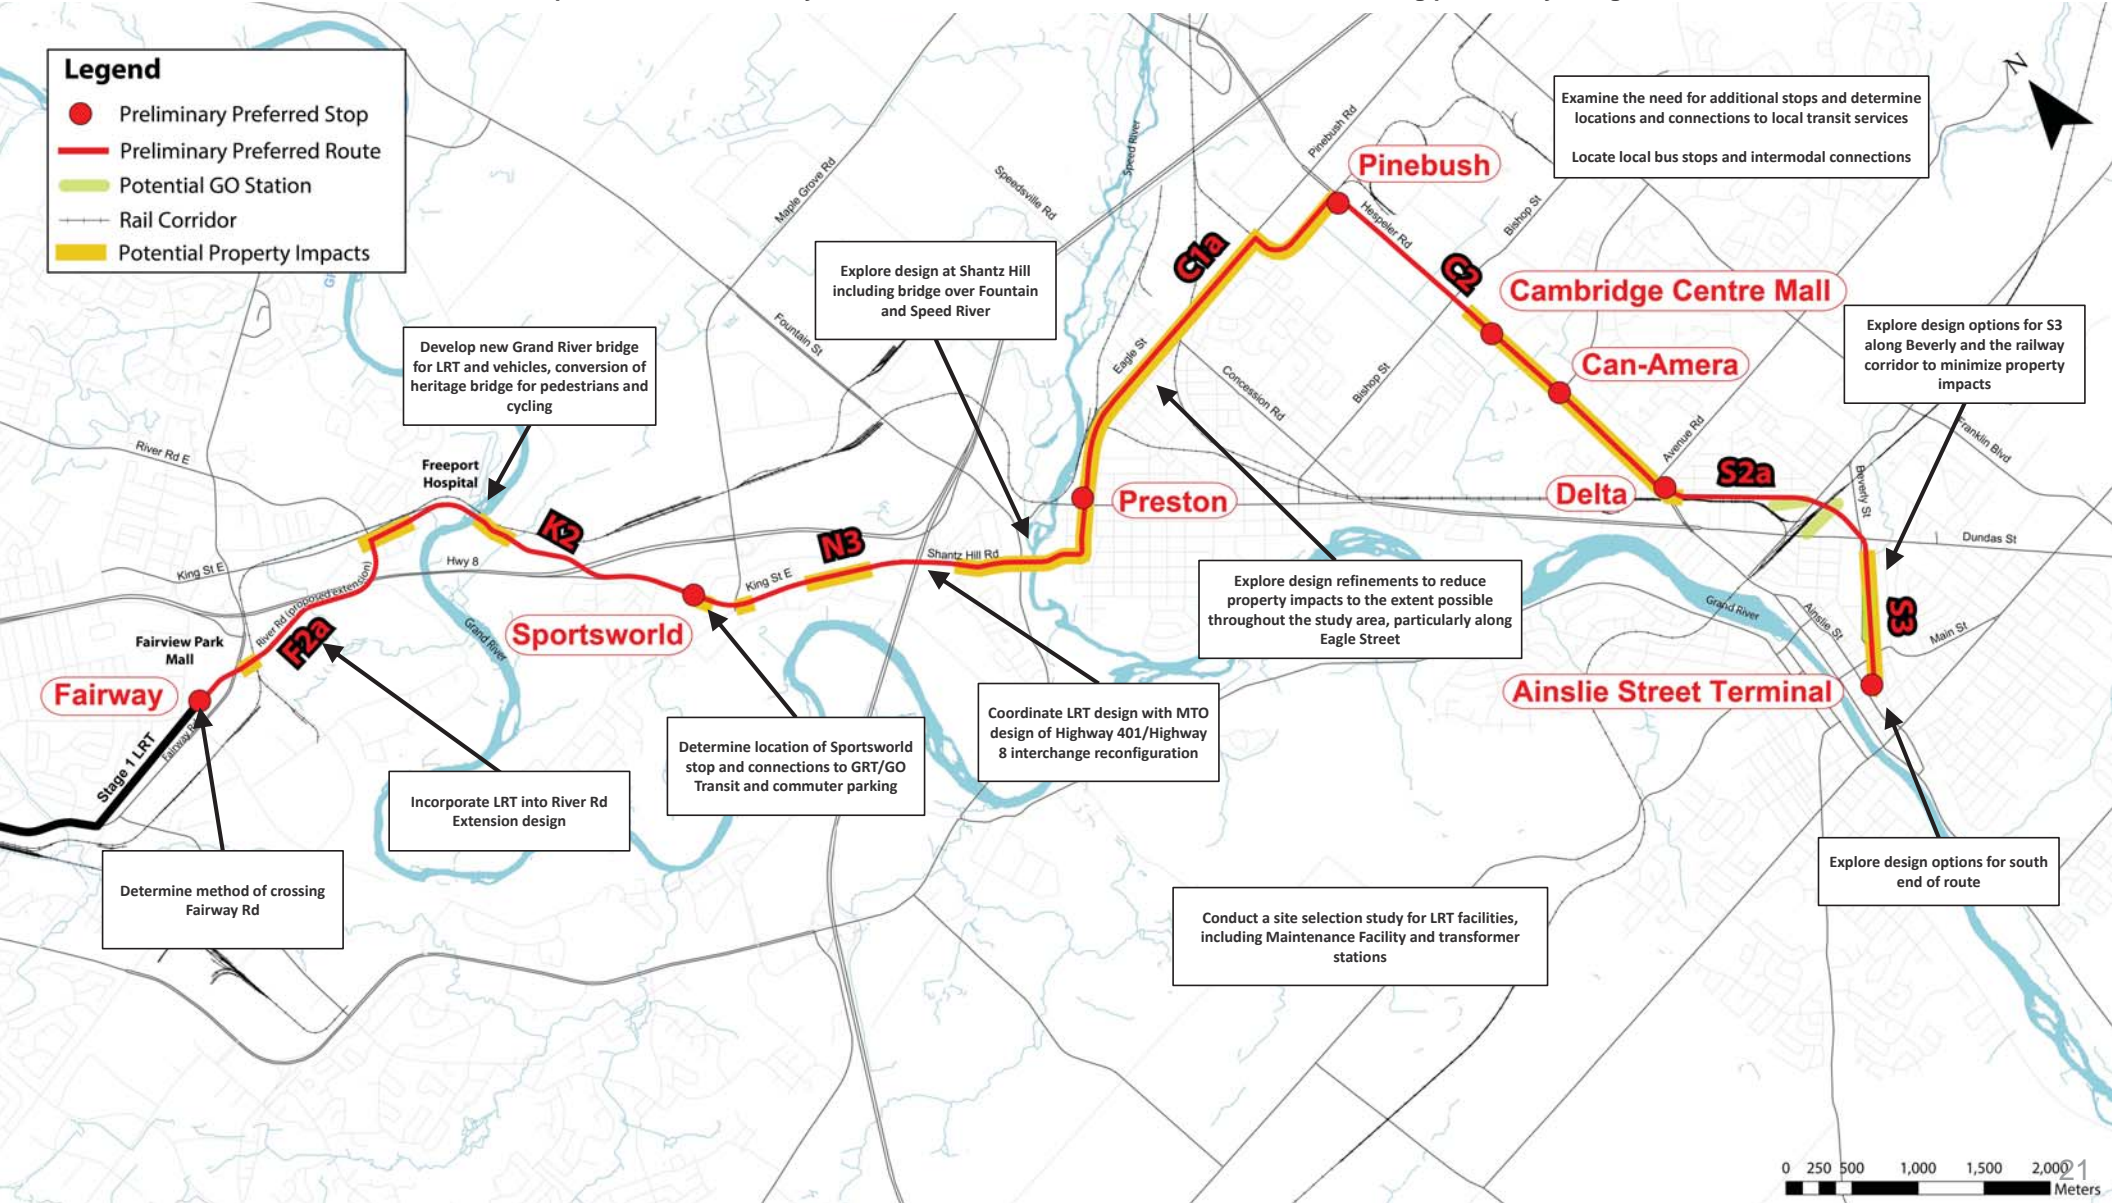 Legend
Preliminary Preferred Stop
Preliminary Preferred Route
Potential GO Station
Rail Corridor
Potential Property Impacts
N
Examine the need for additional stops and determine
locations and connections to local transit services
Locate local bus stops and intermodal connections
Pinebush Rd
Pinebush
Speed River
Maple Grove Rd
Speedsville Rd
Hespeler Rd
Bishop St
C1a
C2
Cambridge Centre Mall
Explore design at Shantz Hill
including bridge over Fountain
and Speed River
Explore design options for S3
along Beverly and the railway
corridor to minimize property
impacts
Develop new Grand River bridge
for LRT and vehicles, conversion of
heritage bridge for pedestrians and
cycling
Fountain St
Eagle St
Concession Rd
Bishop St
Can-Amera
Avenue Rd
Franklin Blvd
River Rd E
Freeport
Hospital
Preston
Delta
S2a
Beverly St
Dundas St
K2
N3
Shantz Hill Rd
Hwy 8
King St E
King St E
River Rd (proposed extension)
F2a
Sportsworld
Grand River
Fairview Park
Mall
Fairway
Stage 1 LRT
Explore design refinements to reduce
property impacts to the extent possible
throughout the study area, particularly along
Eagle Street
Grand River
Ainslie St
Main St
S3
Ainslie Street Terminal
Coordinate LRT design with MTO
design of Highway 401/Highway
8 interchange reconfiguration
Determine location of Sportsworld
stop and connections to GRT/GO
Transit and commuter parking
Incorporate LRT into River Rd
Extension design
Determine method of crossing
Fairway Rd
Explore design options for south
end of route
Conduct a site selection study for LRT facilities,
including Maintenance Facility and transformer
stations
0 250 500 1,000 1,500 2,000
Meters
21